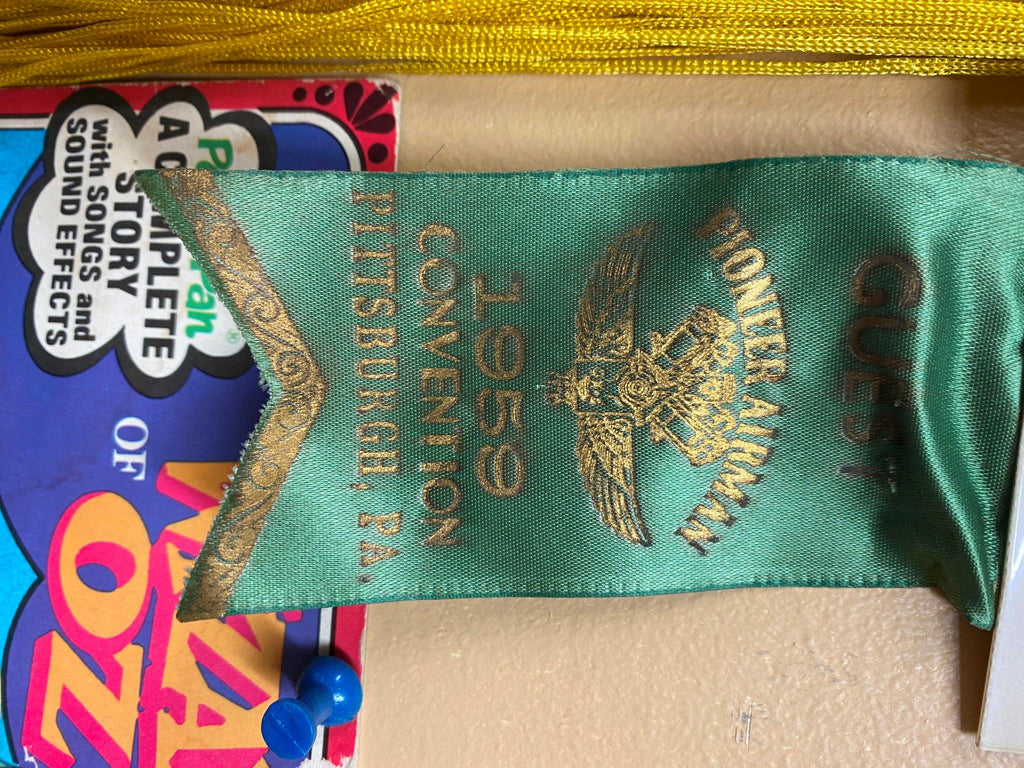 GUEST
PIONEER AIRMAN
1959
CONVENTION
PITTSBURGH, PA.
A COMPLETE
STORY
with SONGS and
SOUND EFFECTS
OF
OZ